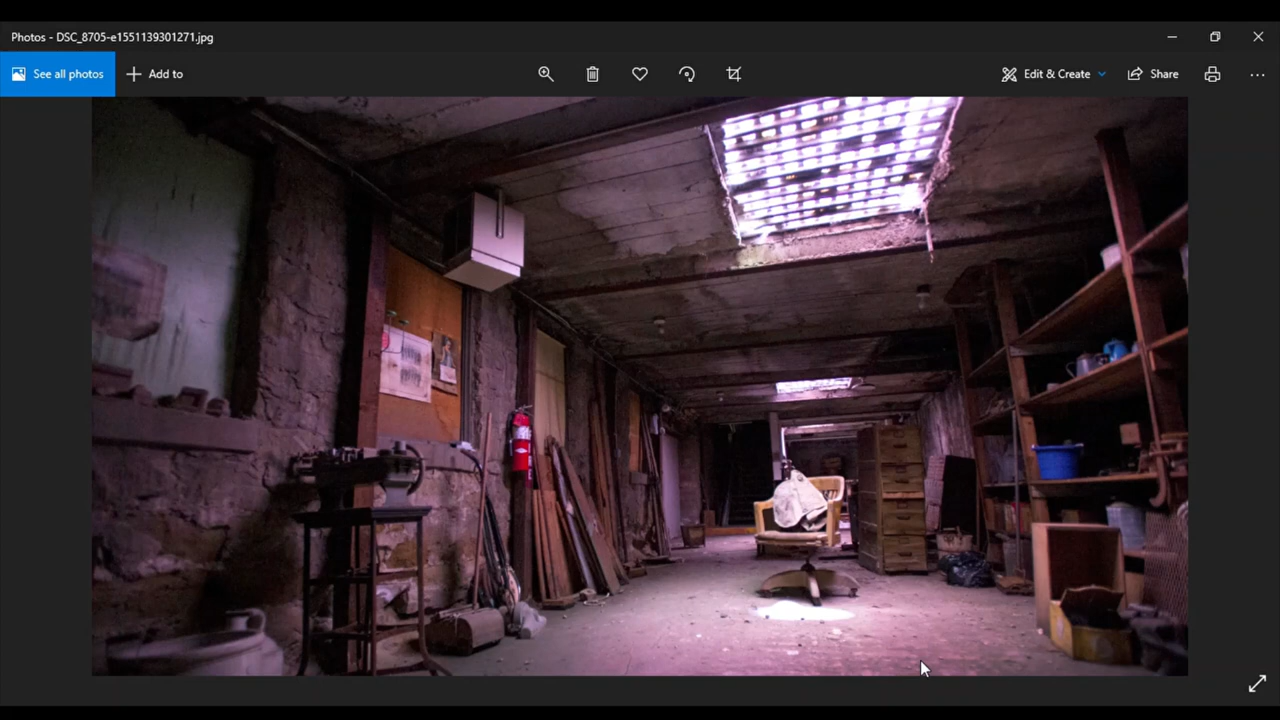 Photos - DSC_8705-e1551139301271.jpg
See all photos
Add to
Edit & Create
Share